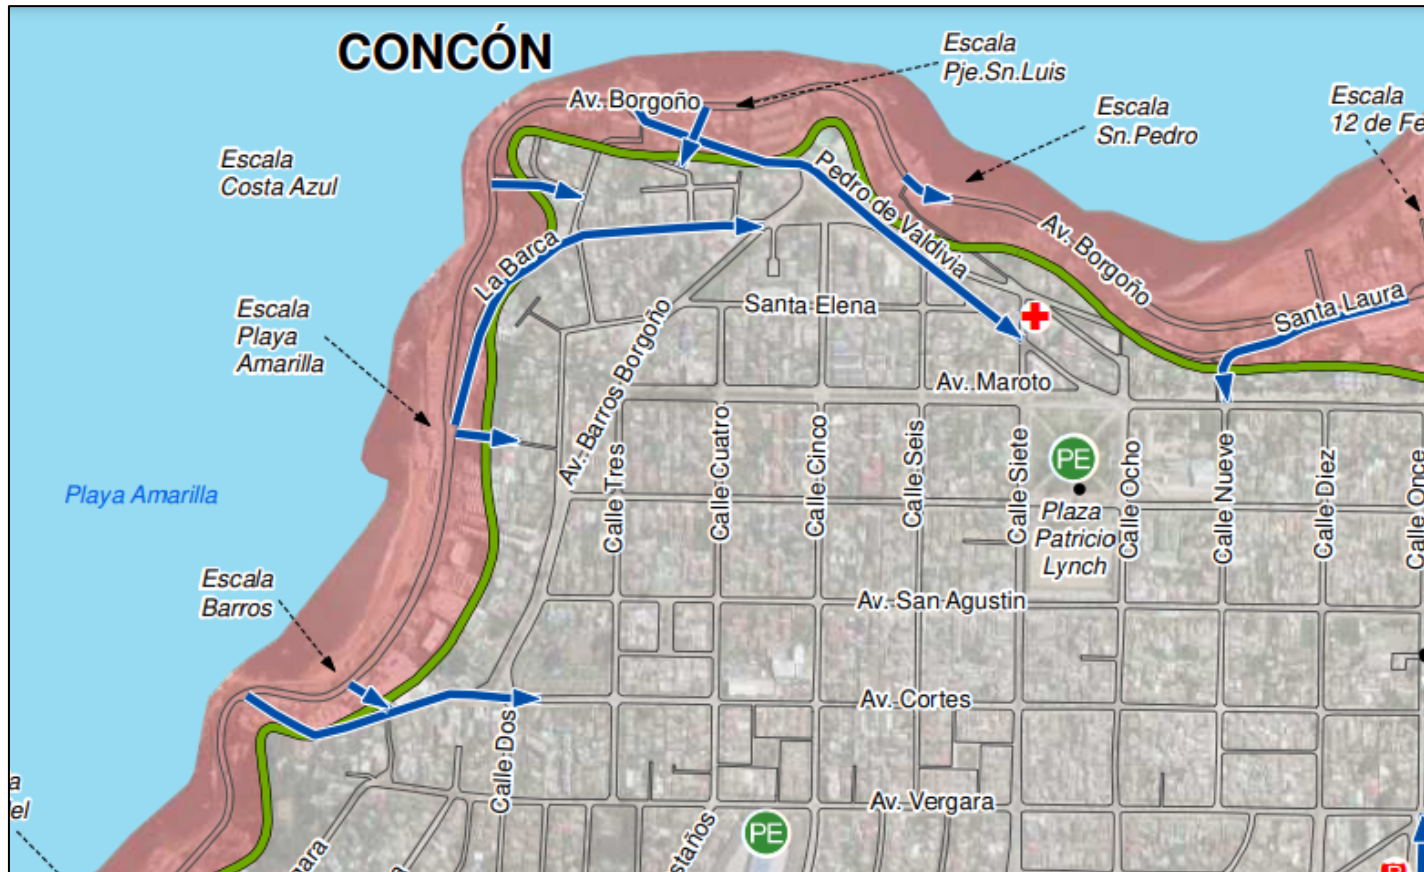 CONCÓN
Escala
Pje.Sn.Luis
Escala
Sn.Pedro
Escala
12 de Fe
Av. Borgoño
Escala
Costa Azul
Pedro de Valdivia
La Barca
Av. Borgoño
Santa Laura
Santa Elena
Escala
Playa
Amarilla
Av. Barros Borgoño
Av. Maroto
Calle Tres
Calle Cuatro
Calle Cinco
Calle Seis
Calle Siete
PE
Calle Ocho
Calle Nueve
Calle Diez
Calle Once
Playa Amarilla
Plaza
Patricio
Lynch
Escala
Barros
Av. San Agustin
Av. Cortes
Calle Dos
Av. Vergara
PE
a
el
gara
staños